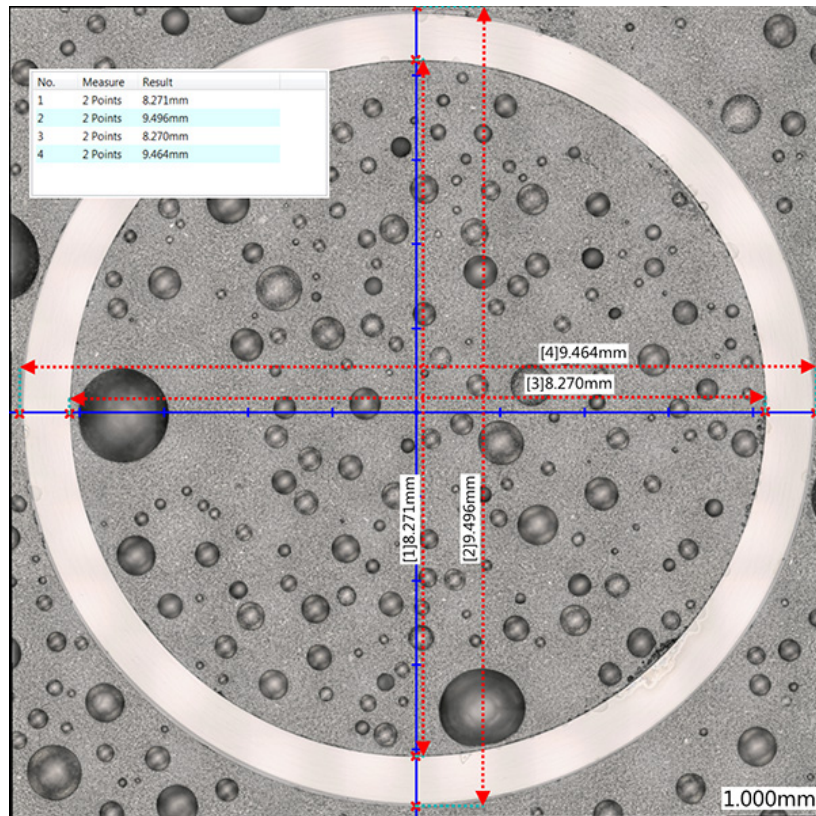 No. Measure Result
1 2 Points 8.271mm
2 2 Points 9.496mm
3 2 Points 8.270mm
4 2 Points 9.464mm
[4]9.464mm
[3]8.270mm
[1]8.271mm
[2]9.496mm
1.000mm